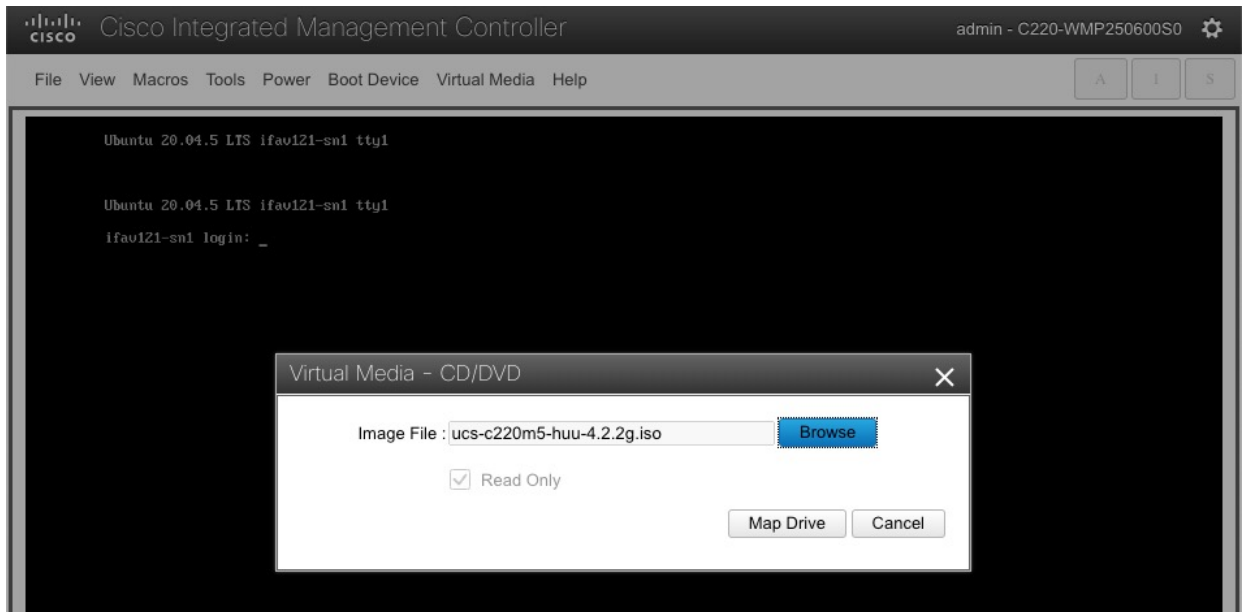 cisco Cisco Integrated Management Controller admin - C220-WMP250600S0
File View Macros Tools Power Boot Device Virtual Media Help A I S
Ubuntu 20.04.5 LTS ifav121-sn1 tty1
Ubuntu 20.04.5 LTS ifav121-sn1 tty1
ifav121-sn1 login: _
Virtual Media - CD/DVD
Image File : ucs-c220m5-huu-4.2.2g.iso Browse
Read Only
Map Drive Cancel